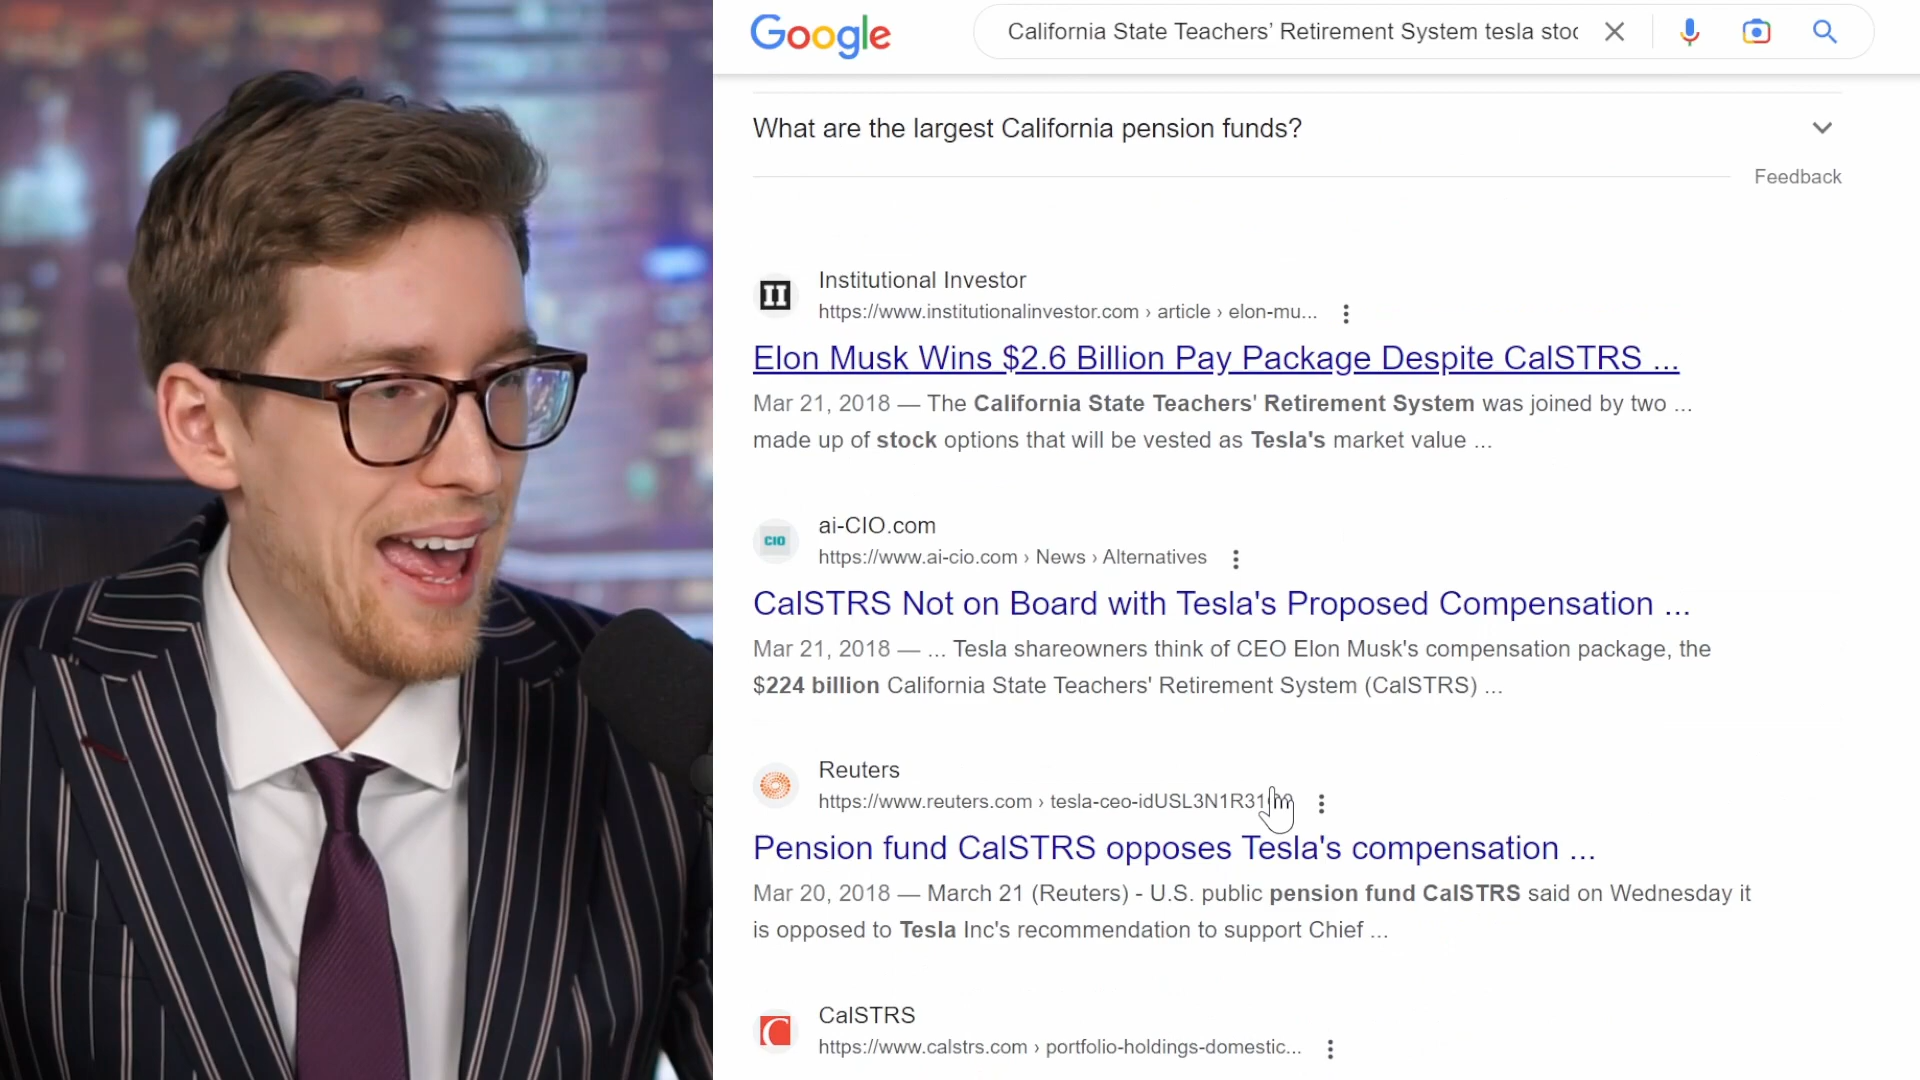 Google
California State Teachers’ Retirement System tesla stoc
What are the largest California pension funds?
Feedback
Institutional Investor
https://www.institutionalinvestor.com › article › elon-mu...
Elon Musk Wins $2.6 Billion Pay Package Despite CalSTRS ...
Mar 21, 2018 — The California State Teachers' Retirement System was joined by two ...
made up of stock options that will be vested as Tesla's market value ...
CIO
ai-CIO.com
https://www.ai-cio.com › News › Alternatives
CalSTRS Not on Board with Tesla's Proposed Compensation ...
Mar 21, 2018 — ... Tesla shareowners think of CEO Elon Musk's compensation package, the
$224 billion California State Teachers' Retirement System (CalSTRS) ...
Reuters
https://www.reuters.com › tesla-ceo-idUSL3N1R31
Pension fund CalSTRS opposes Tesla's compensation ...
Mar 20, 2018 — March 21 (Reuters) - U.S. public pension fund CalSTRS said on Wednesday it
is opposed to Tesla Inc's recommendation to support Chief ...
CalSTRS
https://www.calstrs.com › portfolio-holdings-domestic...